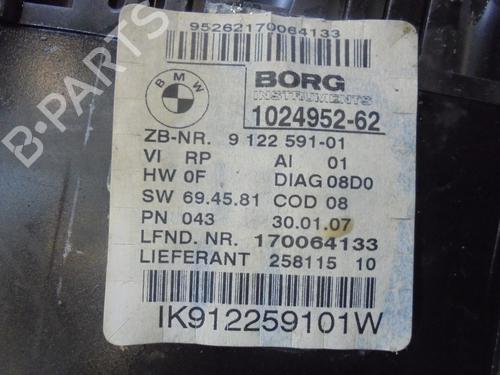 95262170064133
BMW
BORG
INSTRUMENTS
1024952-62
ZB-NR. 9 122 591-01
VI RP AI 01
HW 0F DIAG 08D0
SW 69.45.81 COD 08
PN 043 30.01.07
LFND. NR. 170064133
LIEFERANT 258115 10
IK912259101W
B-PARTS